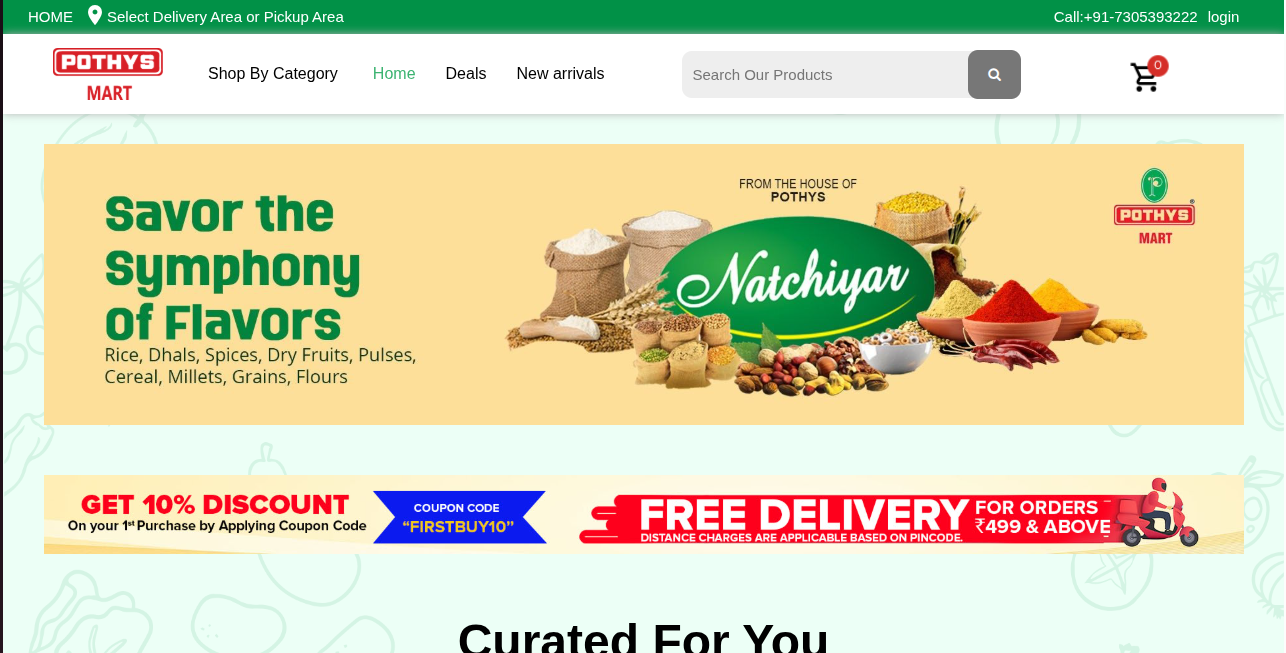 HOME Select Delivery Area or Pickup Area Call:+91-7305393222 login
POTHYS
MART
Shop By Category Home Deals New arrivals Search Our Products 0
Savor the
Symphony
of Flavors
Rice, Dhals, Spices, Dry Fruits, Pulses,
Cereal, Millets, Grains, Flours
FROM THE HOUSE OF
POTHYS
Natchiyar
P
POTHYS®
MART
GET 10% DISCOUNT
On your 1st Purchase by Applying Coupon Code
COUPON CODE
“FIRSTBUY10”
FREE DELIVERY
DISTANCE CHARGES ARE APPLICABLE BASED ON PINCODE.
FOR ORDERS
₹499 & ABOVE
Curated For You